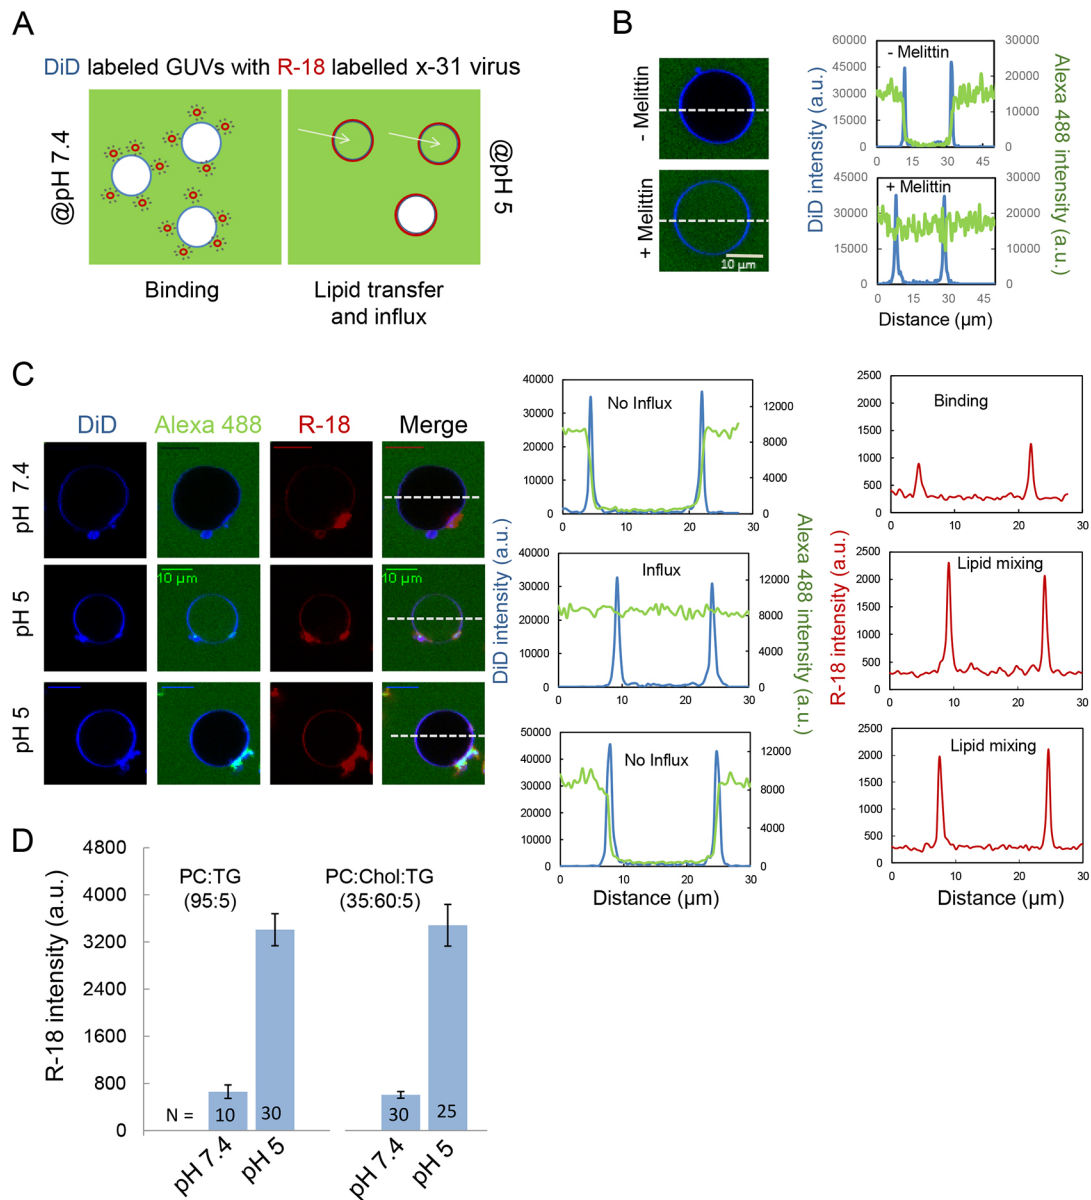 A
DiD labeled GUVs with R-18 labelled x-31 virus
@pH 7.4
@pH 5
Binding
Lipid transfer
and influx
B
- Melittin
+ Melittin
10 μm
DiD intensity (a.u.)
Alexa 488 intensity
(a.u.)
60000
45000
30000
15000
0
- Melittin
30000
20000
10000
0
0
15
30
45
45000
30000
15000
0
+ Melittin
30000
20000
10000
0
0
15
30
45
Distance (μm)
C
DiD
Alexa 488
R-18
Merge
pH 7.4
pH 5
10 μm
pH 5
DiD intensity (a.u.)
Alexa 488 intensity (a.u.)
40000
30000
20000
10000
0
No Influx
12000
8000
4000
0
0
10
20
30
40000
30000
20000
10000
0
Influx
12000
8000
4000
0
0
10
20
30
50000
40000
30000
20000
10000
0
No Influx
12000
8000
4000
0
0
10
20
30
Distance (μm)
R-18 intensity (a.u.)
2500
2000
1500
1000
500
0
Binding
0
10
20
30
2500
2000
1500
1000
500
0
Lipid mixing
0
10
20
30
2500
2000
1500
1000
500
0
Lipid mixing
0
10
20
30
Distance (μm)
D
R-18 intensity (a.u.)
4800
4000
3200
2400
1600
800
0
PC:TG
(95:5)
PC:Chol:TG
(35:60:5)
N =
10
30
30
25
pH 7.4
pH 5
pH 7.4
pH 5